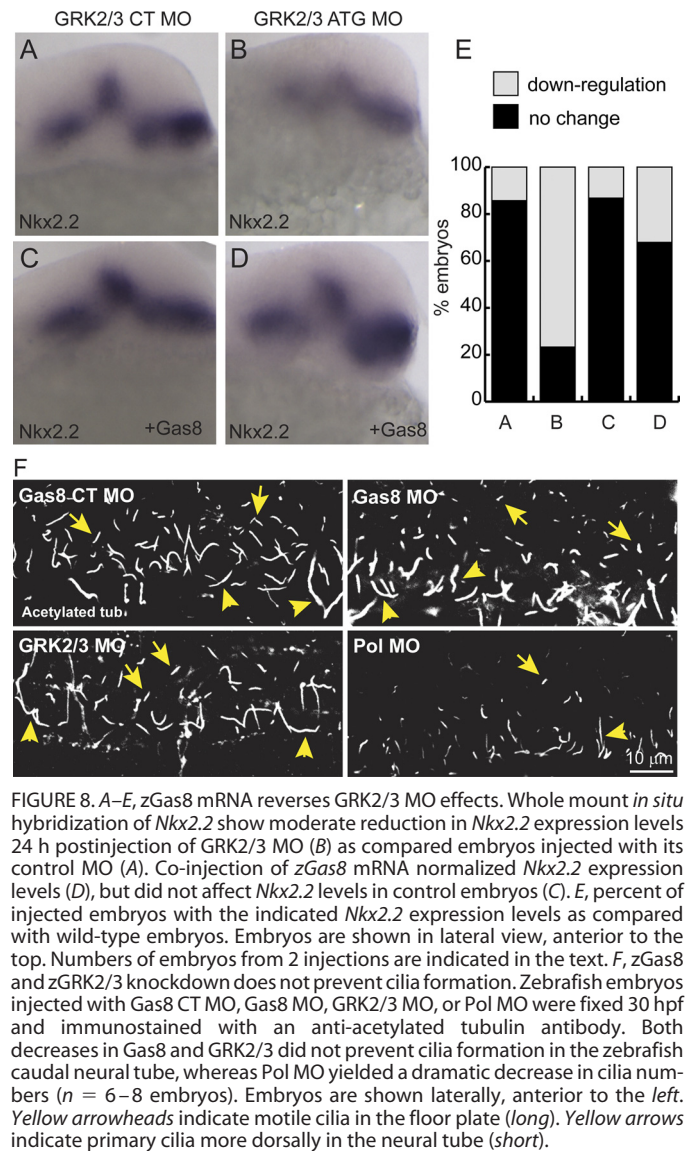 GRK2/3 CT MO
GRK2/3 ATG MO
A
Nkx2.2
B
Nkx2.2
C
Nkx2.2
+Gas8
D
Nkx2.2
+Gas8
E
down-regulation
no change
% embryos
100
80
60
40
20
0
A B C D
F
Gas8 CT MO
Acetylated tub
Gas8 MO
GRK2/3 MO
Pol MO
10 μm
FIGURE 8. A–E, zGas8 mRNA reverses GRK2/3 MO effects. Whole mount in situ
hybridization of Nkx2.2 show moderate reduction in Nkx2.2 expression levels
24 h postinjection of GRK2/3 MO (B) as compared embryos injected with its
control MO (A). Co-injection of zGas8 mRNA normalized Nkx2.2 expression
levels (D), but did not affect Nkx2.2 levels in control embryos (C). E, percent of
injected embryos with the indicated Nkx2.2 expression levels as compared
with wild-type embryos. Embryos are shown in lateral view, anterior to the
top. Numbers of embryos from 2 injections are indicated in the text. F, zGas8
and zGRK2/3 knockdown does not prevent cilia formation. Zebrafish embryos
injected with Gas8 CT MO, Gas8 MO, GRK2/3 MO, or Pol MO were fixed 30 hpf
and immunostained with an anti-acetylated tubulin antibody. Both
decreases in Gas8 and GRK2/3 did not prevent cilia formation in the zebrafish
caudal neural tube, whereas Pol MO yielded a dramatic decrease in cilia num-
bers (n = 6–8 embryos). Embryos are shown laterally, anterior to the left.
Yellow arrowheads indicate motile cilia in the floor plate (long). Yellow arrows
indicate primary cilia more dorsally in the neural tube (short).